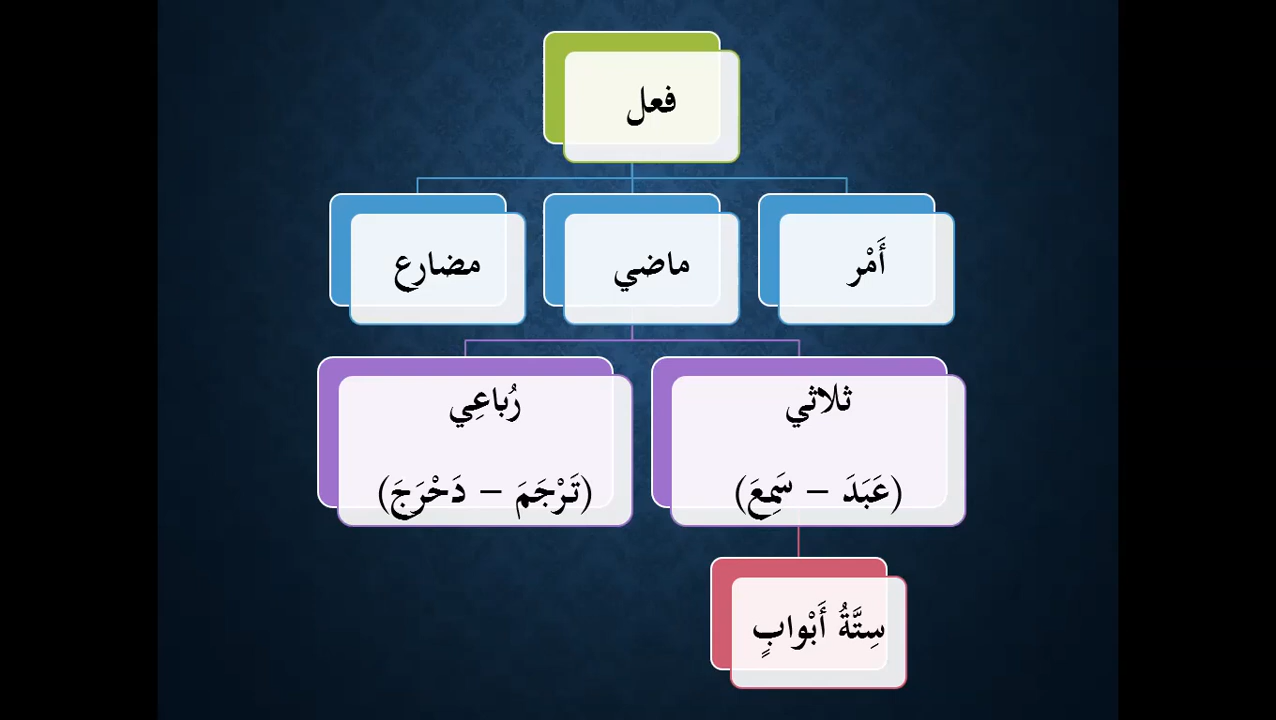 فعل
أَمْر
ماضي
مضارع
ثلاثي
(عَبَدَ – سَمِعَ)
رُباعِي
(تَرْجَمَ – دَحْرَجَ)
سِتَّةُ أَبْوابٍ